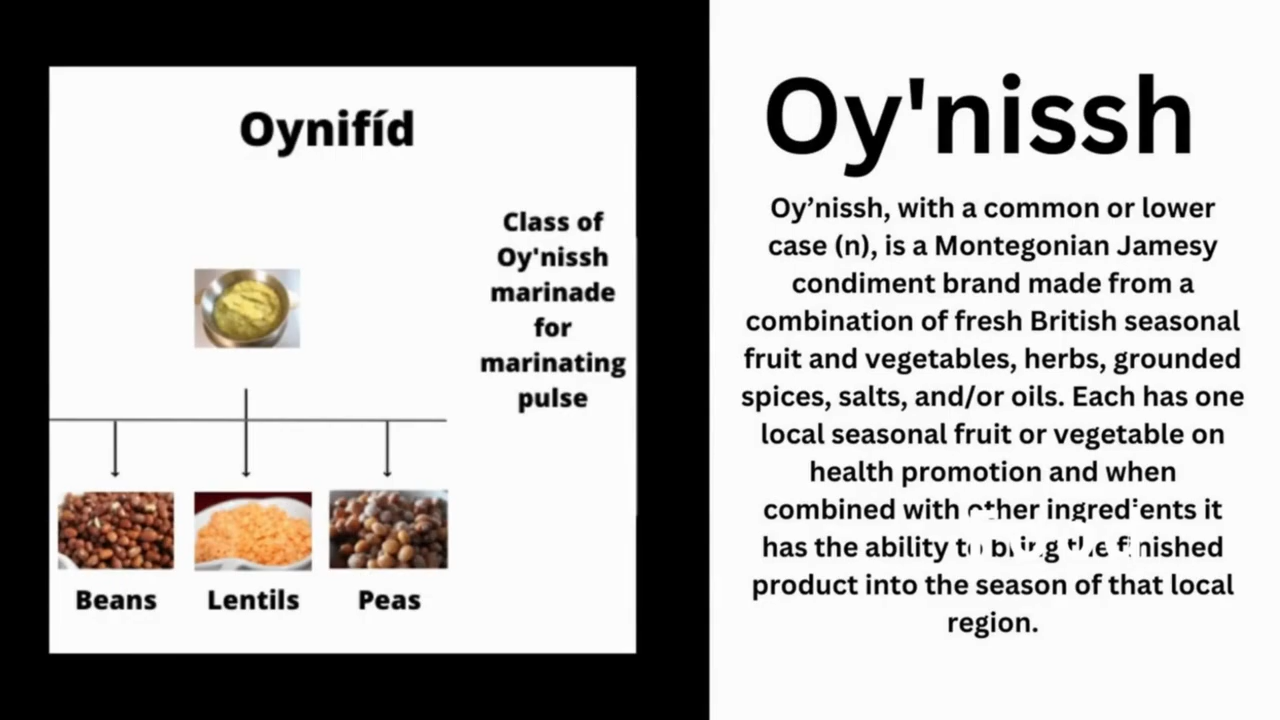 Oynifíd
Class of
Oy'nissh
marinade
for
marinating
pulse
Beans Lentils Peas
Oy'nissh
Oy’nissh, with a common or lower
case (n), is a Montegonian Jamesy
condiment brand made from a
combination of fresh British seasonal
fruit and vegetables, herbs, grounded
spices, salts, and/or oils. Each has one
local seasonal fruit or vegetable on
health promotion and when
combined with other ingredients it
has the ability to bring the finished
product into the season of that local
region.